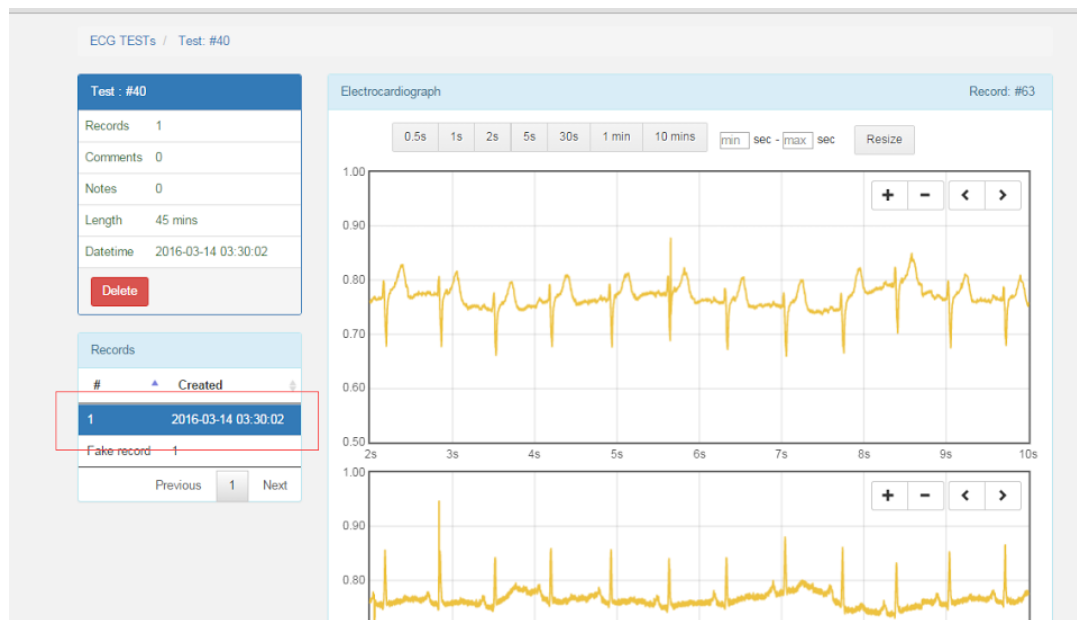 ECG TESTs / Test: #40
Test : #40
Records 1
Comments 0
Notes 0
Length 45 mins
Datetime 2016-03-14 03:30:02
Delete
Records
# Created
1 2016-03-14 03:30:02
Fake record 1
Previous 1 Next
Electrocardiograph Record: #63
0.5s 1s 2s 5s 30s 1 min 10 mins min sec - max sec Resize
1.00
0.90
0.80
0.70
0.60
0.50
2s 3s 4s 5s 6s 7s 8s 9s 10s
1.00
0.90
0.80